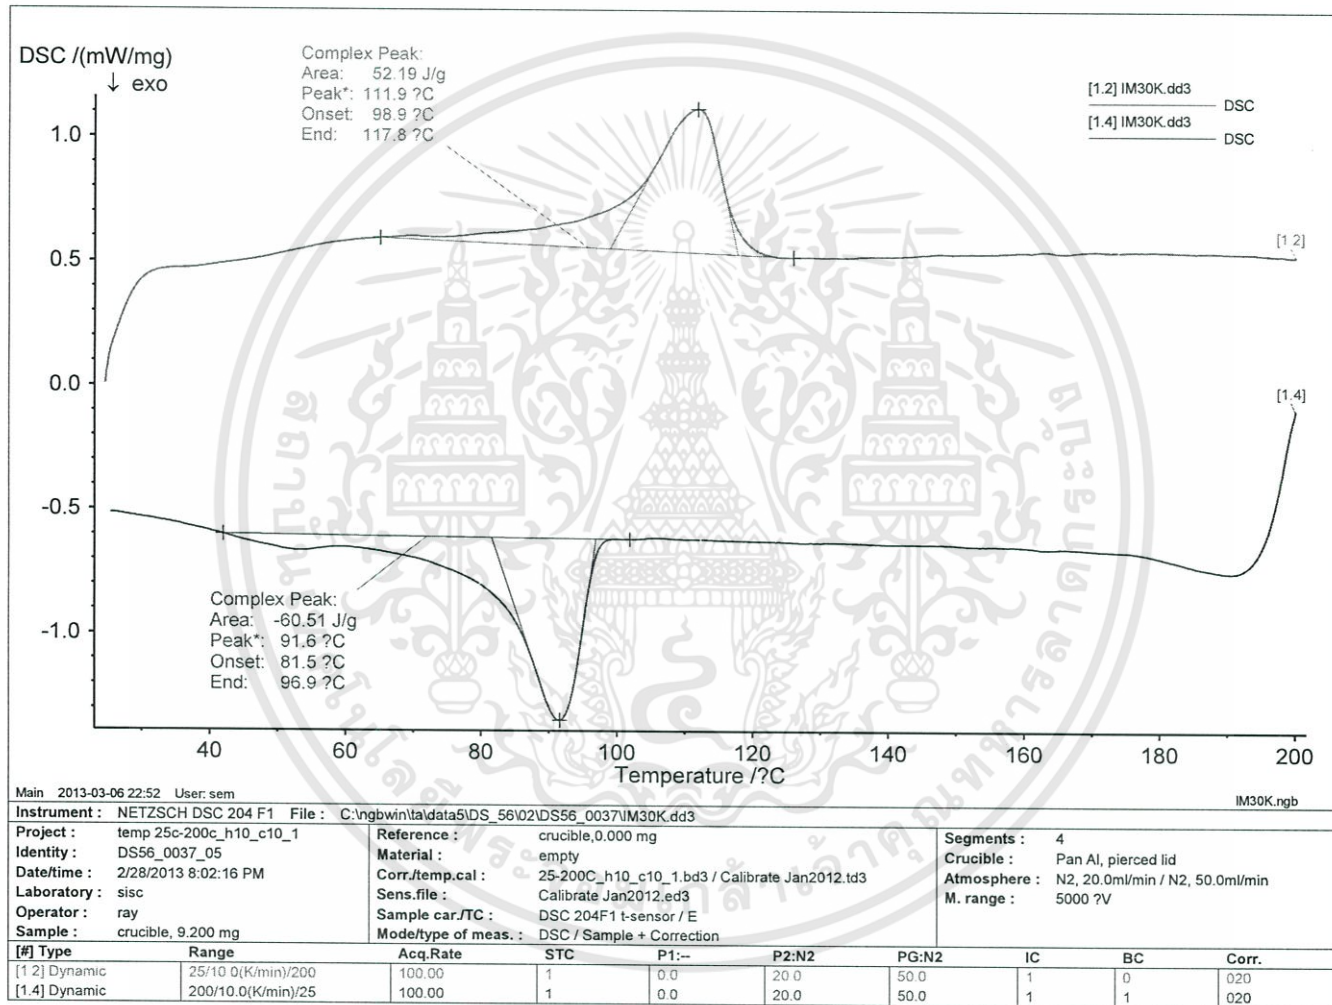 DSC /(mW/mg)
↓ exo
Complex Peak:
Area: 52.19 J/g
Peak*: 111.9 ?C
Onset: 98.9 ?C
End: 117.8 ?C
[1.2] IM30K.dd3
DSC
[1.4] IM30K.dd3
DSC
1.0
0.5
0.0
-0.5
-1.0
[1.2]
[1.4]
Complex Peak:
Area: -60.51 J/g
Peak*: 91.6 ?C
Onset: 81.5 ?C
End: 96.9 ?C
40 60 80 100 120 140 160 180 200
Temperature /?C
Main 2013-03-06 22:52 User: sem
IM30K.ngb
Instrument : NETZSCH DSC 204 F1 File : C:\ngbwin\ta\data5\DS_56\02\DS56_0037\IM30K.dd3
Project : temp 25c-200c_h10_c10_1
Identity : DS56_0037_05
Date/time : 2/28/2013 8:02:16 PM
Laboratory : sisc
Operator : ray
Sample : crucible, 9.200 mg
Reference : crucible,0.000 mg
Material : empty
Corr./temp.cal : 25-200C_h10_c10_1.bd3 / Calibrate Jan2012.td3
Sens.file : Calibrate Jan2012.ed3
Sample car./TC : DSC 204F1 t-sensor / E
Mode/type of meas. : DSC / Sample + Correction
Segments : 4
Crucible : Pan Al, pierced lid
Atmosphere : N2, 20.0ml/min / N2, 50.0ml/min
M. range : 5000 ?V
[#] Type Range Acq.Rate STC P1:-- P2:N2 PG:N2 IC BC Corr.
[1 2] Dynamic 25/10 0(K/min)/200 100.00 1 0.0 20.0 50.0 1 0 020
[1.4] Dynamic 200/10.0(K/min)/25 100.00 1 0.0 20.0 50.0 1 1 020